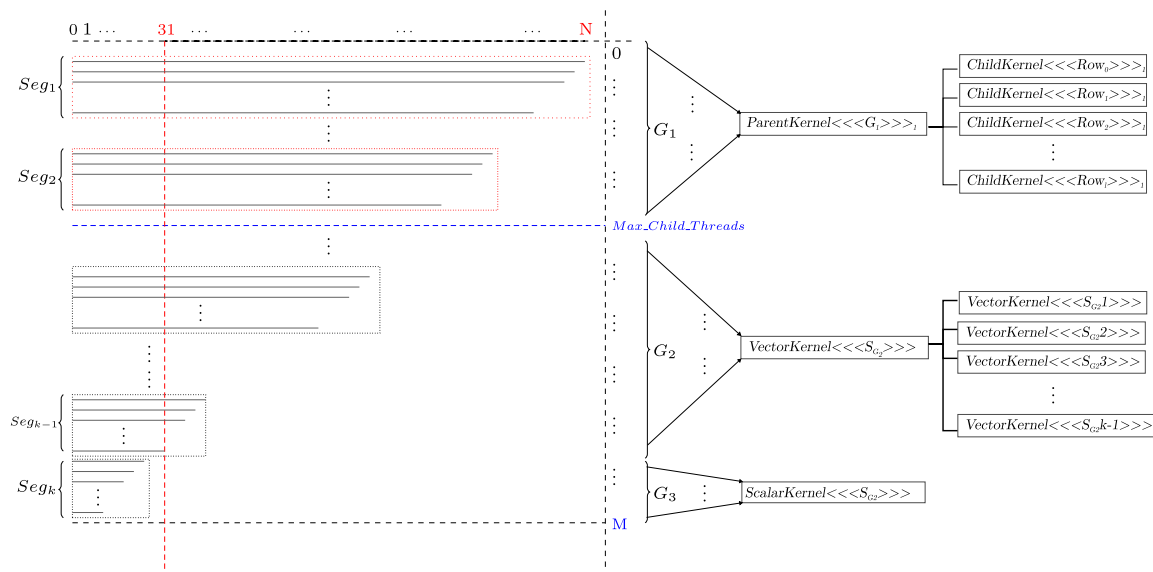 0 1 ... 31 ... ... ... ... N
0
Seg1
G1
ParentKernel<<<G1>>>1
ChildKernel<<<Row0>>>1
ChildKernel<<<Row1>>>1
ChildKernel<<<Row2>>>1
ChildKernel<<<Rowl>>>1
Seg2
Max_Child_Threads
G2
VectorKernel<<<SG2>>>
VectorKernel<<<SG21>>>
VectorKernel<<<SG22>>>
VectorKernel<<<SG23>>>
VectorKernel<<<SG2k-1>>>
Segk−1
Segk
G3
ScalarKernel<<<SG2>>>
M